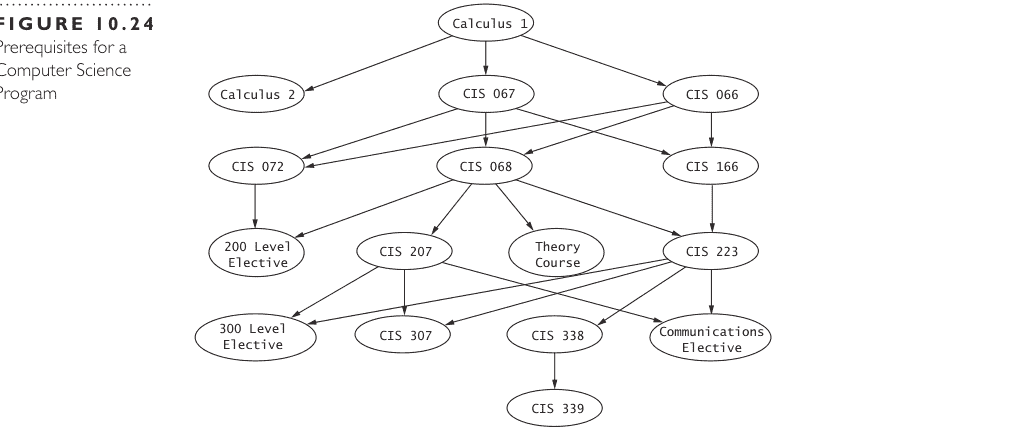 FIGURE 10.24
Prerequisites for a
Computer Science
Program
Calculus 1
Calculus 2
CIS 067
CIS 066
CIS 072
CIS 068
CIS 166
200 Level
Elective
CIS 207
Theory
Course
CIS 223
300 Level
Elective
CIS 307
CIS 338
Communications
Elective
CIS 339